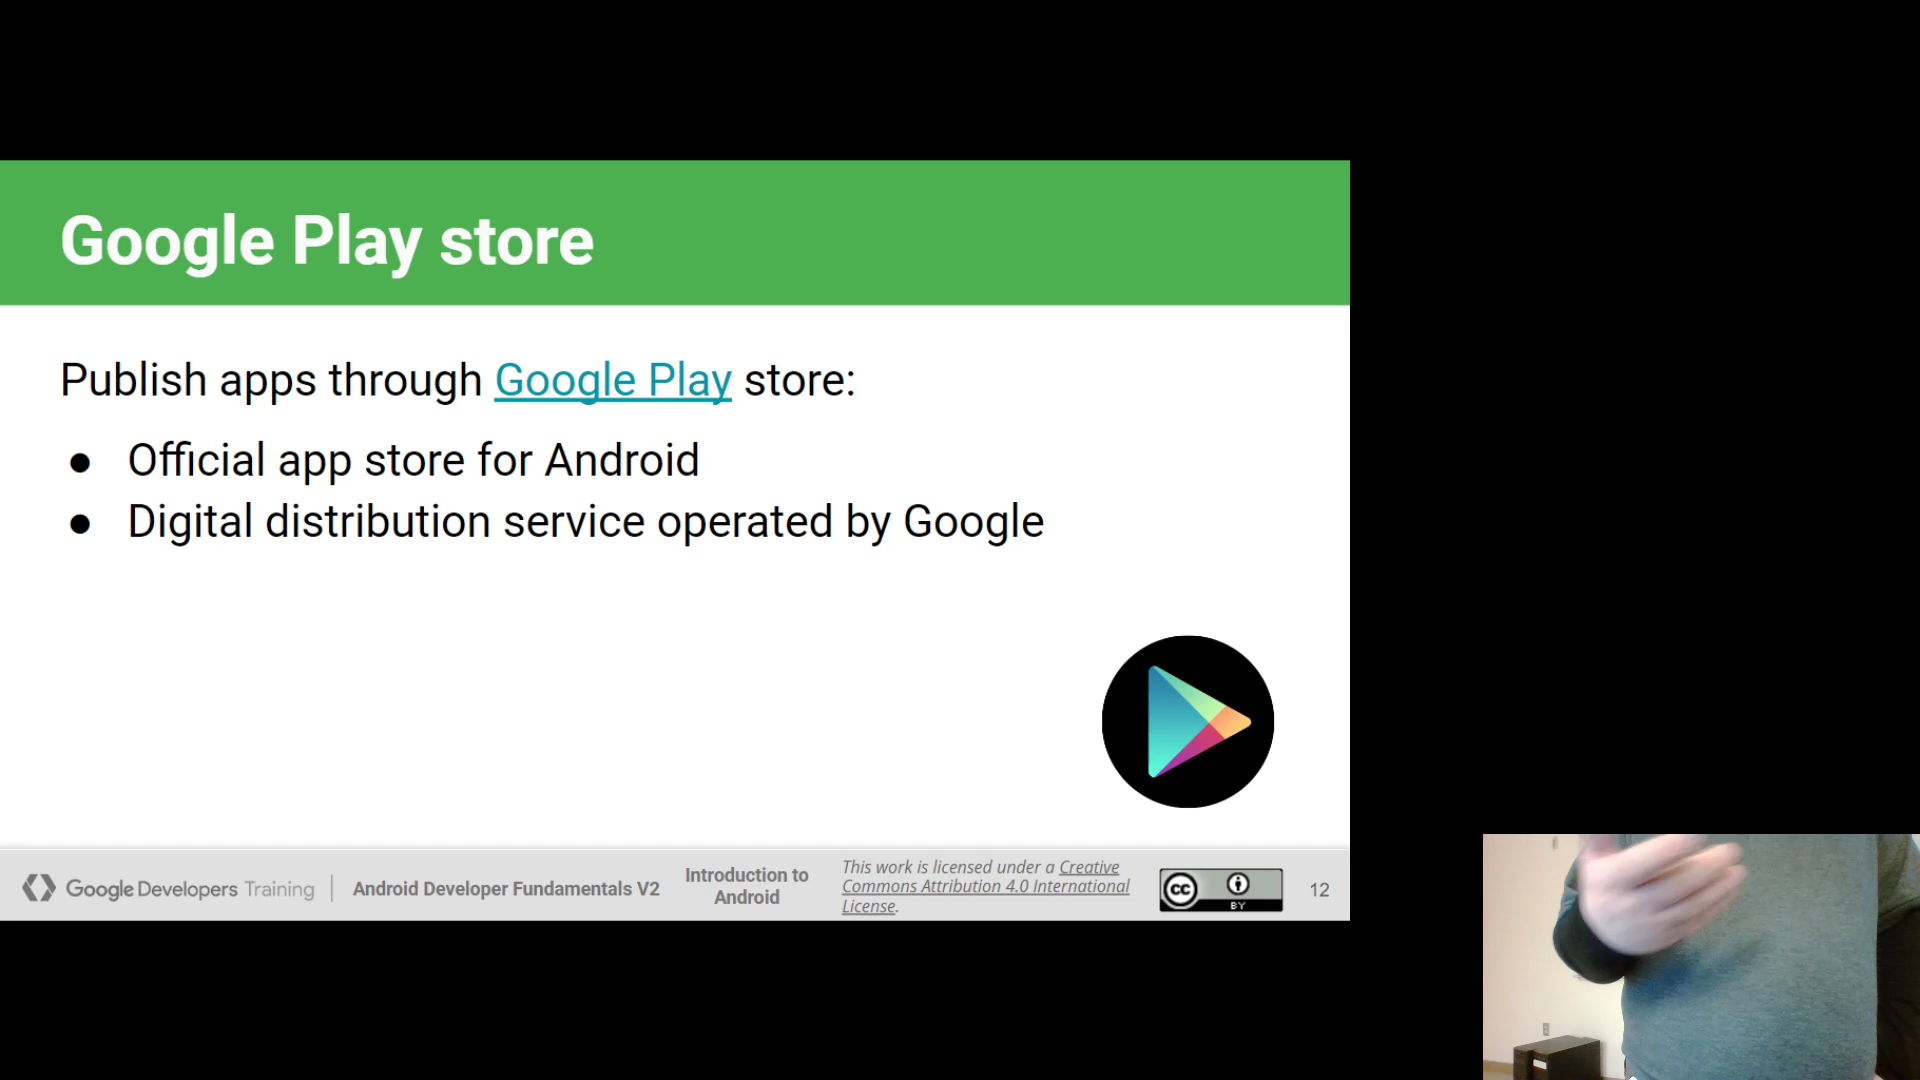 Google Play store
Publish apps through Google Play store:
● Official app store for Android
● Digital distribution service operated by Google
Google Developers Training
Android Developer Fundamentals V2
Introduction to
Android
This work is licensed under a Creative
Commons Attribution 4.0 International
License.
cc
BY
12